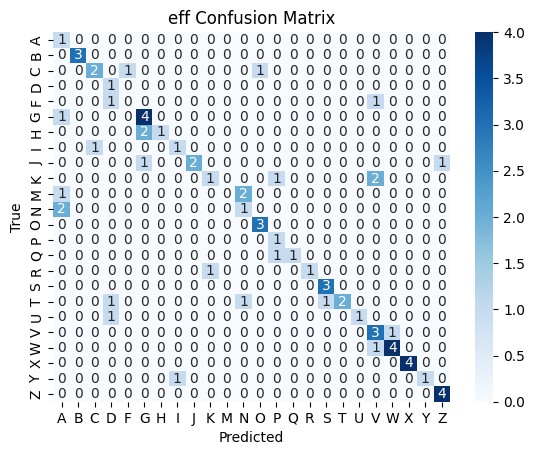 eff Confusion Matrix
A 1 0 0 0 0 0 0 0 0 0 0 0 0 0 0 0 0 0 0 0 0 0 0 0
B 0 3 0 0 0 0 0 0 0 0 0 0 0 0 0 0 0 0 0 0 0 0 0 0
C 0 0 2 0 1 0 0 0 0 0 0 0 1 0 0 0 0 0 0 0 0 0 0 0
D 0 0 0 1 0 0 0 0 0 0 0 0 0 0 0 0 0 0 0 0 0 0 0 0
F 0 0 0 1 0 0 0 0 0 0 0 0 0 0 0 0 0 0 0 1 0 0 0 0
G 1 0 0 0 0 4 0 0 0 0 0 0 0 0 0 0 0 0 0 0 0 0 0 0
H 0 0 0 0 0 2 1 0 0 0 0 0 0 0 0 0 0 0 0 0 0 0 0 0
I 0 0 1 0 0 0 0 1 0 0 0 0 0 0 0 0 0 0 0 0 0 0 0 0
J 0 0 0 0 0 1 0 0 2 0 0 0 0 0 0 0 0 0 0 0 0 0 0 1
K 0 0 0 0 0 0 0 0 0 1 0 0 0 1 0 0 0 0 0 2 0 0 0 0
M 1 0 0 0 0 0 0 0 0 0 0 2 0 0 0 0 0 0 0 0 0 0 0 0
N 2 0 0 0 0 0 0 0 0 0 0 1 0 0 0 0 0 0 0 0 0 0 0 0
O 0 0 0 0 0 0 0 0 0 0 0 0 3 0 0 0 0 0 0 0 0 0 0 0
P 0 0 0 0 0 0 0 0 0 0 0 0 0 1 0 0 0 0 0 0 0 0 0 0
Q 0 0 0 0 0 0 0 0 0 0 0 0 0 1 1 0 0 0 0 0 0 0 0 0
R 0 0 0 0 0 0 0 0 0 1 0 0 0 0 0 1 0 0 0 0 0 0 0 0
S 0 0 0 0 0 0 0 0 0 0 0 0 0 0 0 0 3 0 0 0 0 0 0 0
T 0 0 0 1 0 0 0 0 0 0 0 1 0 0 0 0 1 2 0 0 0 0 0 0
U 0 0 0 1 0 0 0 0 0 0 0 0 0 0 0 0 0 0 1 0 0 0 0 0
V 0 0 0 0 0 0 0 0 0 0 0 0 0 0 0 0 0 0 0 3 1 0 0 0
W 0 0 0 0 0 0 0 0 0 0 0 0 0 0 0 0 0 0 0 1 4 0 0 0
X 0 0 0 0 0 0 0 0 0 0 0 0 0 0 0 0 0 0 0 0 0 4 0 0
Y 0 0 0 0 0 0 0 1 0 0 0 0 0 0 0 0 0 0 0 0 0 0 1 0
Z 0 0 0 0 0 0 0 0 0 0 0 0 0 0 0 0 0 0 0 0 0 0 0 4
A B C D F G H I J K M N O P Q R S T U V W X Y Z
True
Predicted
4.0
3.5
3.0
2.5
2.0
1.5
1.0
0.5
0.0